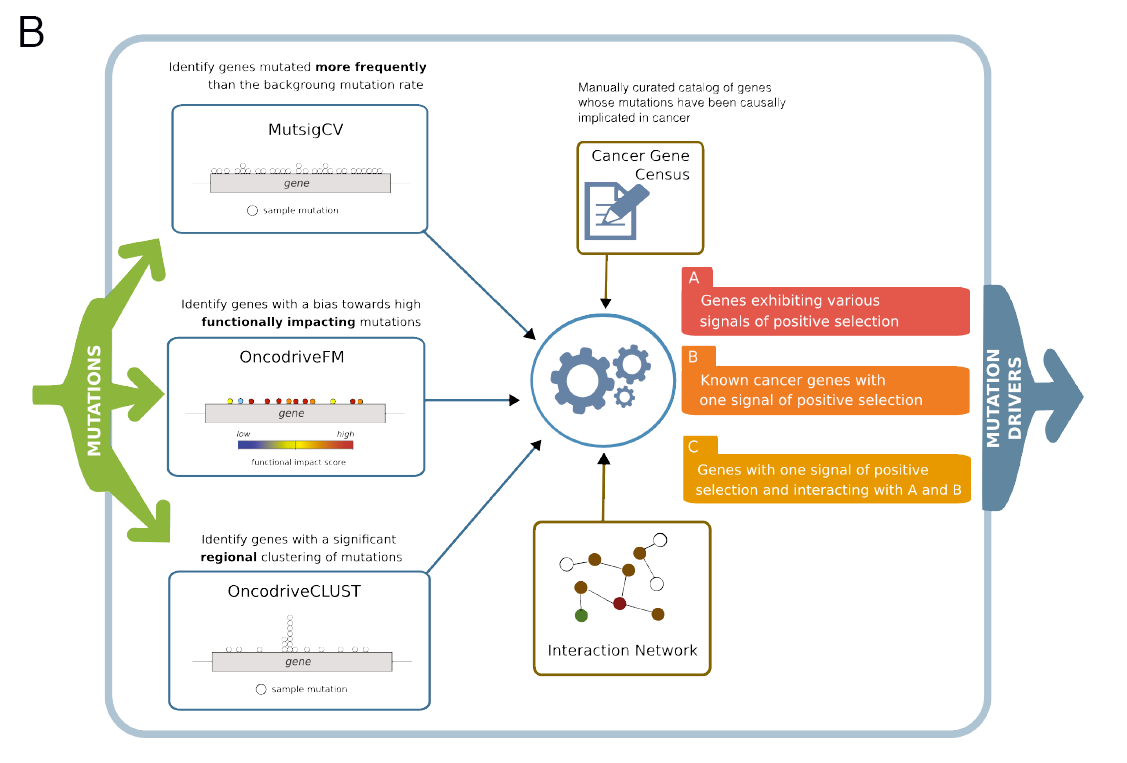 B
Identify genes mutated more frequently
than the backgroung mutation rate
MutsigCV
gene
sample mutation
Manually curated catalog of genes
whose mutations have been causally
implicated in cancer
Cancer Gene
Census
MUTATIONS
Identify genes with a bias towards high
functionally impacting mutations
OncodriveFM
gene
low high
functional impact score
Identify genes with a significant
regional clustering of mutations
OncodriveCLUST
gene
sample mutation
Interaction Network
A
Genes exhibiting various
signals of positive selection
B
Known cancer genes with
one signal of positive selection
C
Genes with one signal of positive
selection and interacting with A and B
MUTATION
DRIVERS